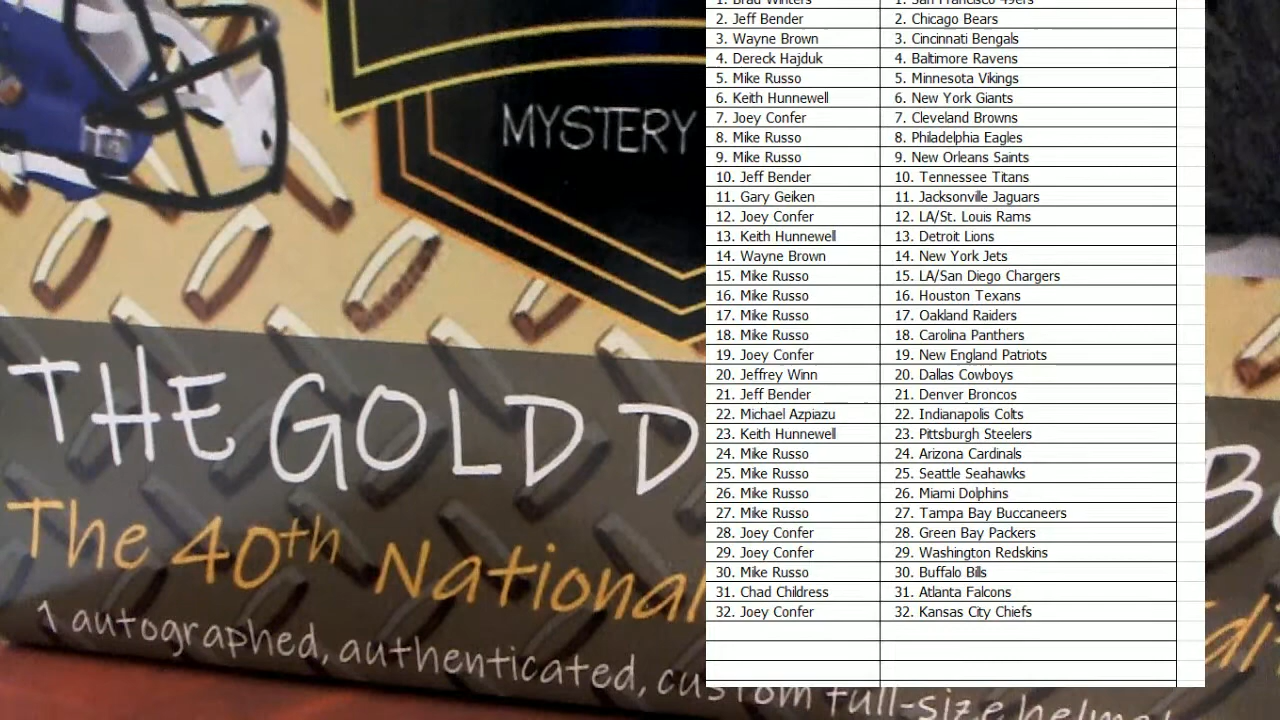 1. Brad Winters 1. San Francisco 49ers
2. Jeff Bender 2. Chicago Bears
3. Wayne Brown 3. Cincinnati Bengals
4. Dereck Hajduk 4. Baltimore Ravens
5. Mike Russo 5. Minnesota Vikings
6. Keith Hunnewell 6. New York Giants
7. Joey Confer 7. Cleveland Browns
8. Mike Russo 8. Philadelphia Eagles
9. Mike Russo 9. New Orleans Saints
10. Jeff Bender 10. Tennessee Titans
11. Gary Geiken 11. Jacksonville Jaguars
12. Joey Confer 12. LA/St. Louis Rams
13. Keith Hunnewell 13. Detroit Lions
14. Wayne Brown 14. New York Jets
15. Mike Russo 15. LA/San Diego Chargers
16. Mike Russo 16. Houston Texans
17. Mike Russo 17. Oakland Raiders
18. Mike Russo 18. Carolina Panthers
19. Joey Confer 19. New England Patriots
20. Jeffrey Winn 20. Dallas Cowboys
21. Jeff Bender 21. Denver Broncos
22. Michael Azpiazu 22. Indianapolis Colts
23. Keith Hunnewell 23. Pittsburgh Steelers
24. Mike Russo 24. Arizona Cardinals
25. Mike Russo 25. Seattle Seahawks
26. Mike Russo 26. Miami Dolphins
27. Mike Russo 27. Tampa Bay Buccaneers
28. Joey Confer 28. Green Bay Packers
29. Joey Confer 29. Washington Redskins
30. Mike Russo 30. Buffalo Bills
31. Chad Childress 31. Atlanta Falcons
32. Joey Confer 32. Kansas City Chiefs
MYSTERY
THE GOLD D
The 40th National
1 autographed, authenticated, custom full-size helmet